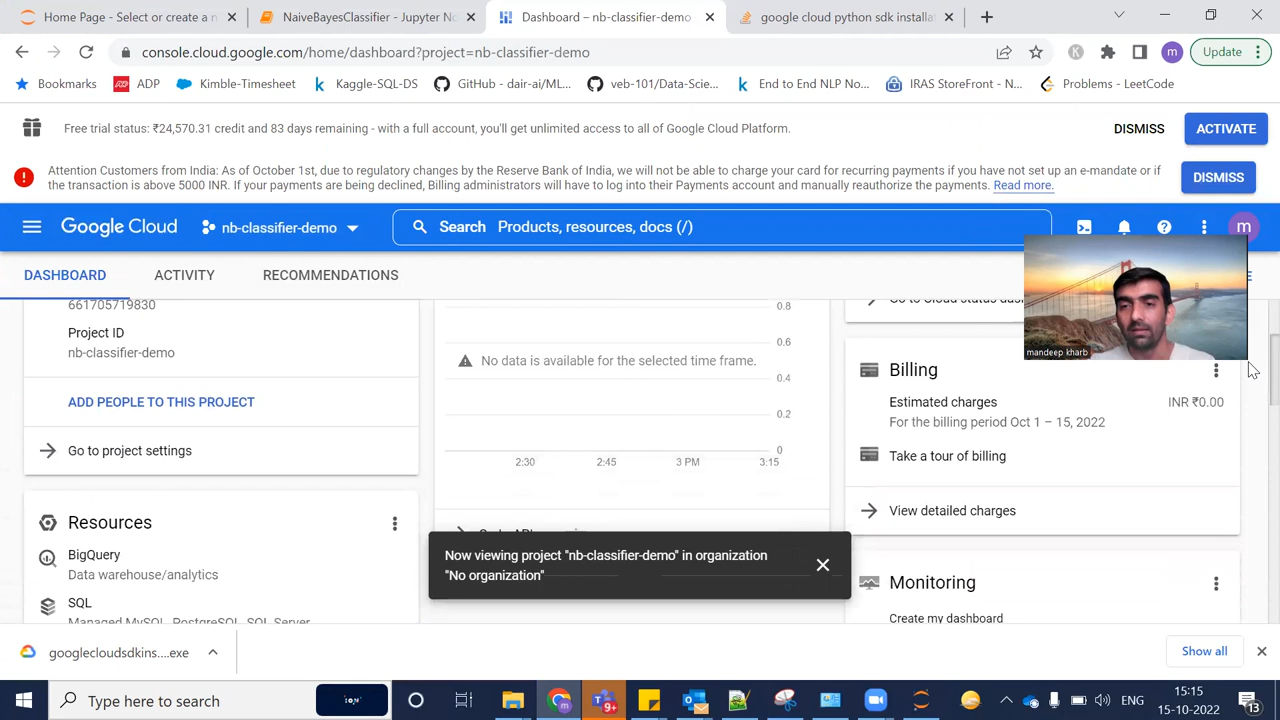 Home Page - Select or create a n
NaiveBayesClassifier - Jupyter No
Dashboard – nb-classifier-demo –
google cloud python sdk installat
console.cloud.google.com/home/dashboard?project=nb-classifier-demo
K
m
Update
Bookmarks
ADP
Kimble-Timesheet
Kaggle-SQL-DS
GitHub - dair-ai/ML...
veb-101/Data-Scie...
End to End NLP No...
IRAS StoreFront - N...
Problems - LeetCode
Free trial status: ₹24,570.31 credit and 83 days remaining - with a full account, you'll get unlimited access to all of Google Cloud Platform.
DISMISS
ACTIVATE
Attention Customers from India: As of October 1st, due to regulatory changes by the Reserve Bank of India, we will not be able to charge your card for recurring payments if you have not set up an e-mandate or if
the transaction is above 5000 INR. If your payments are being declined, Billing administrators will have to log into their Payments account and manually reauthorize the payments. Read more.
DISMISS
Google Cloud
nb-classifier-demo
Search Products, resources, docs (/)
m
DASHBOARD
ACTIVITY
RECOMMENDATIONS
661705719830
Project ID
nb-classifier-demo
ADD PEOPLE TO THIS PROJECT
Go to project settings
0.8
0.6
No data is available for the selected time frame.
0.4
0.2
0
2:30
2:45
3 PM
3:15
Go to Cloud status das
mandeep kharb
Billing
Estimated charges
INR ₹0.00
For the billing period Oct 1 – 15, 2022
Take a tour of billing
View detailed charges
Resources
BigQuery
Data warehouse/analytics
SQL
Managed MySQL, PostgreSQL, SQL Server
Now viewing project "nb-classifier-demo" in organization
"No organization"
Monitoring
Create my dashboard
googlecloudsdkins....exe
Show all
Type here to search
9+
ENG
15:15
15-10-2022
13